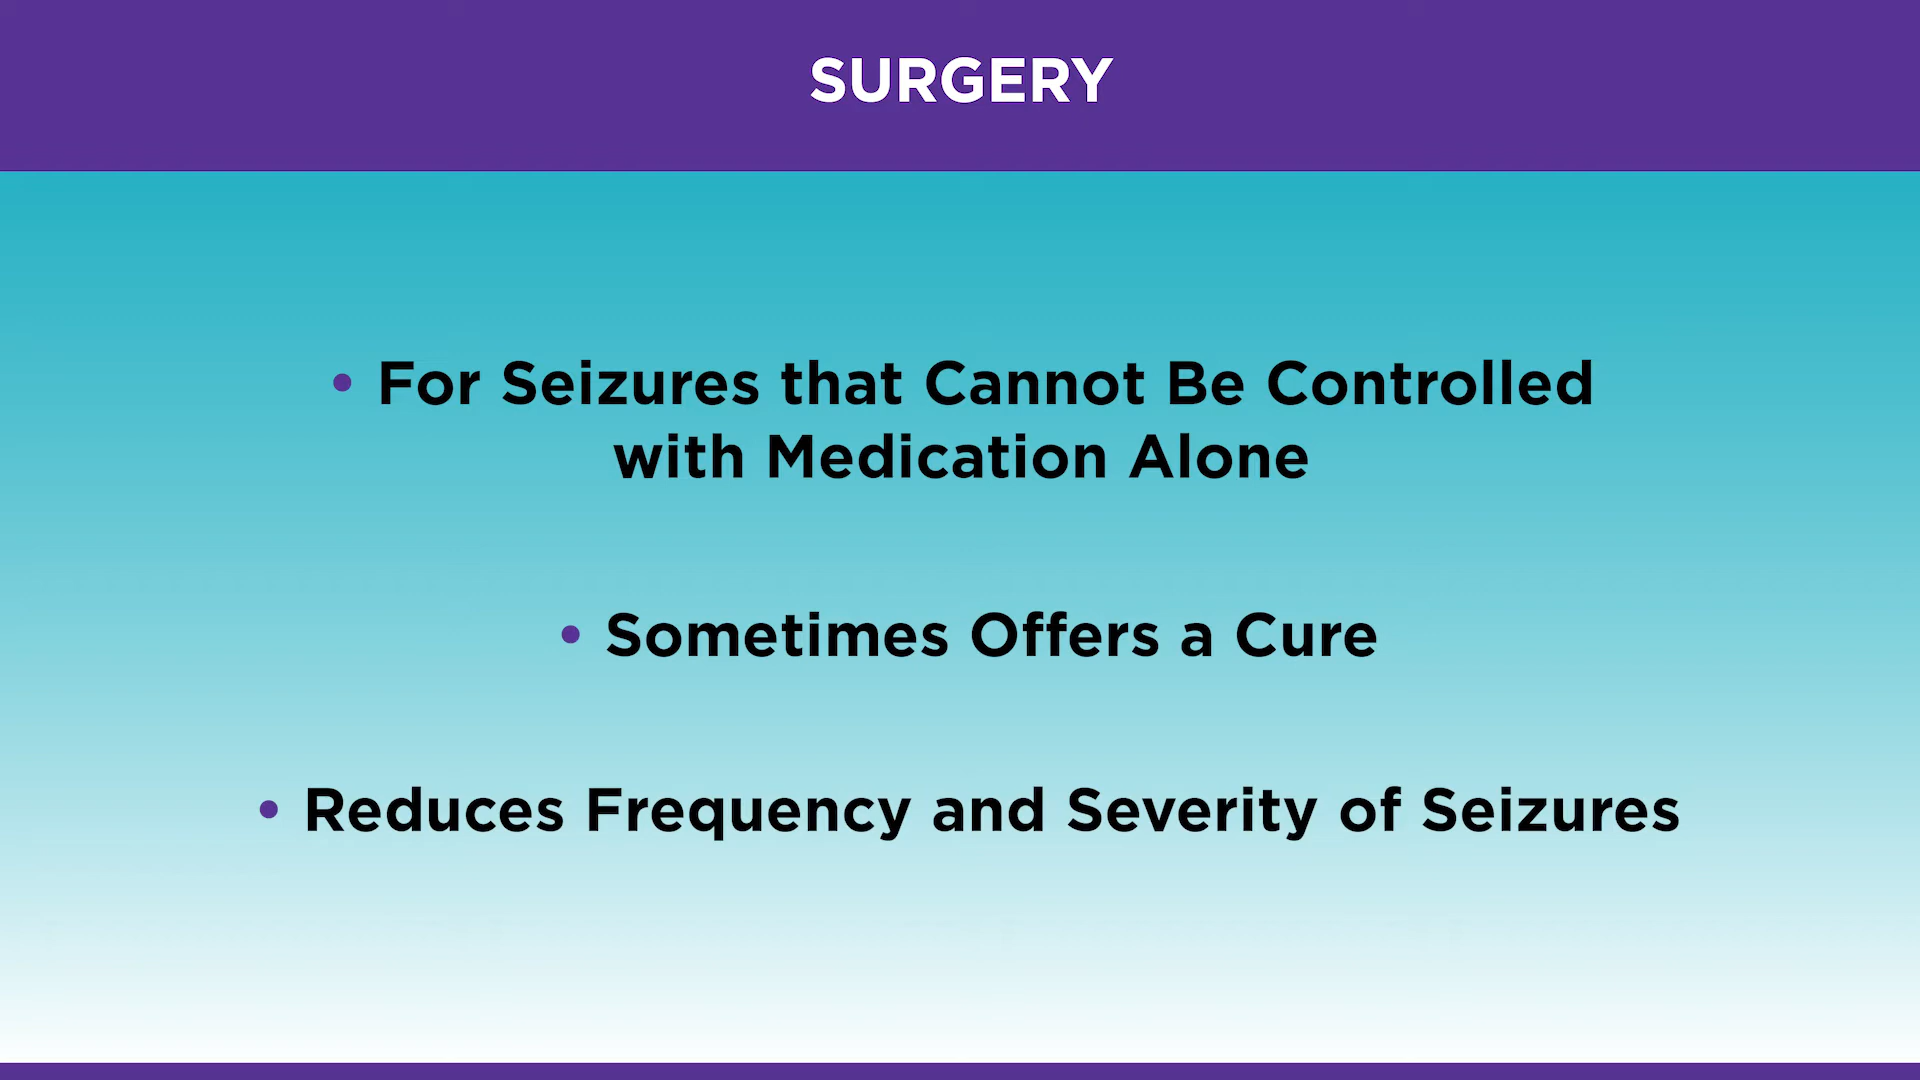 SURGERY
• For Seizures that Cannot Be Controlled
with Medication Alone
• Sometimes Offers a Cure
• Reduces Frequency and Severity of Seizures